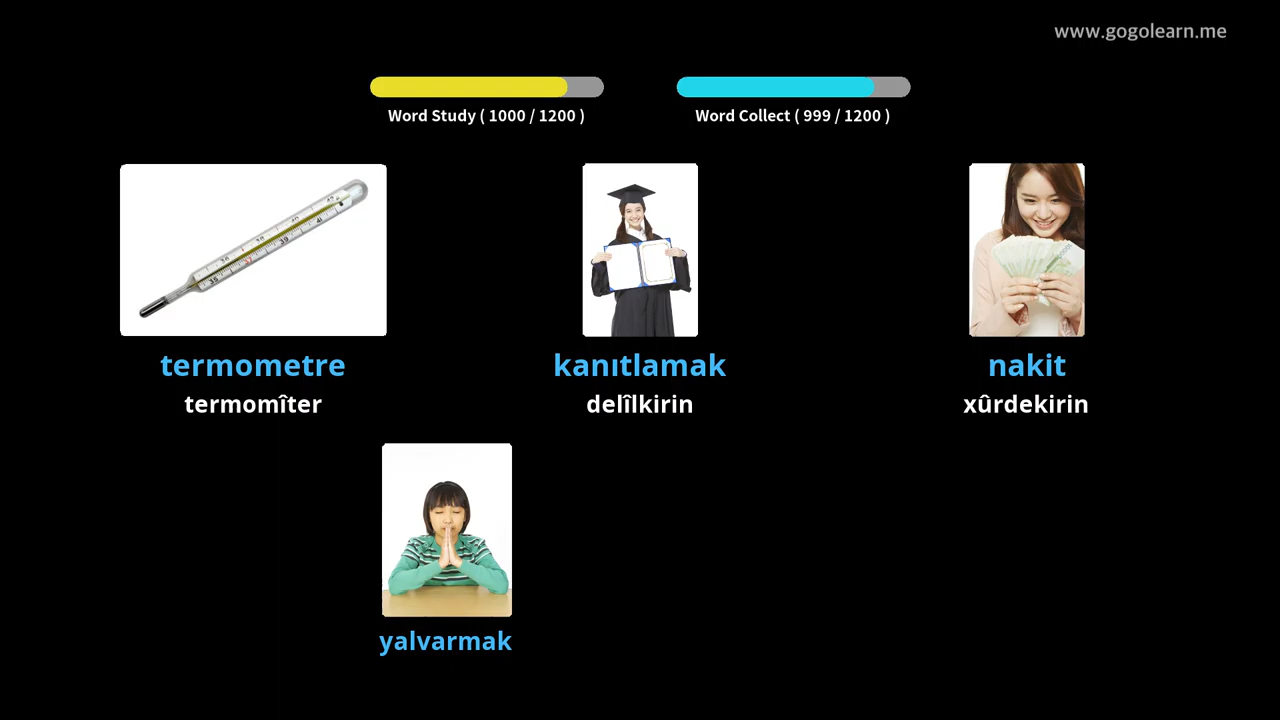 www.gogolearn.me
Word Study ( 1000 / 1200 )
Word Collect ( 999 / 1200 )
termometre
termomîter
kanıtlamak
delîlkirin
nakit
xûrdekirin
yalvarmak